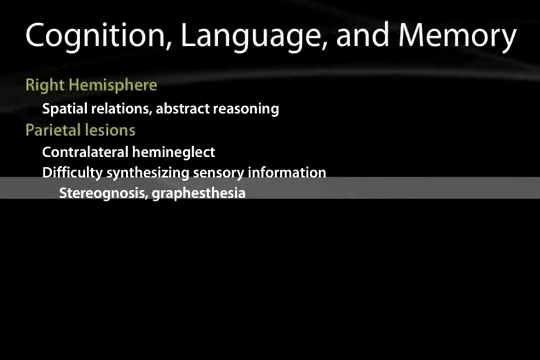 Cognition, Language, and Memory
Right Hemisphere
Spatial relations, abstract reasoning
Parietal lesions
Contralateral hemineglect
Difficulty synthesizing sensory information
Stereognosis, graphesthesia